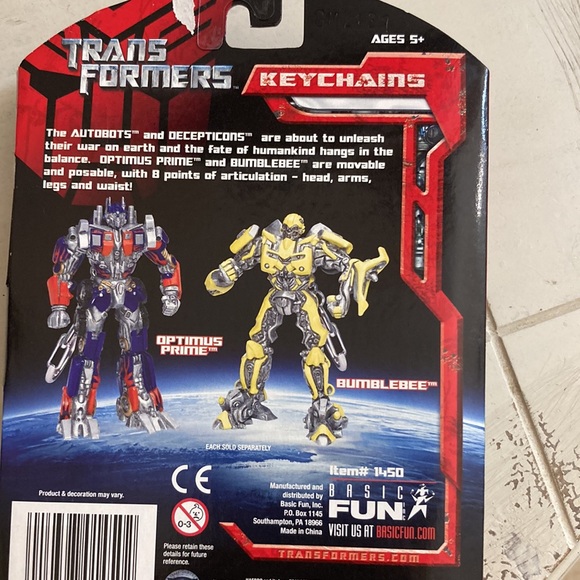 AGES 5+
TRANS
FORMERS™
KEYCHAINS
The AUTOBOTS™ and DECEPTICONS™ are about to unleash
their war on earth and the fate of humankind hangs in the
balance. OPTIMUS PRIME™ and BUMBLEBEE™ are movable
and posable, with 8 points of articulation – head, arms,
legs and waist!
OPTIMUS
PRIME™
BUMBLEBEE™
EACH SOLD SEPARATELY
Item# 1450
CE
Manufactured and
distributed by
Basic Fun, Inc.
P.O. Box 1145
Southampton, PA 18966
Made in China
BASIC
FUN
VISIT US AT BASICFUN.COM
Product & decoration may vary.
0-3
Please retain these
details for future
reference.
TRANSFORMERS.COM